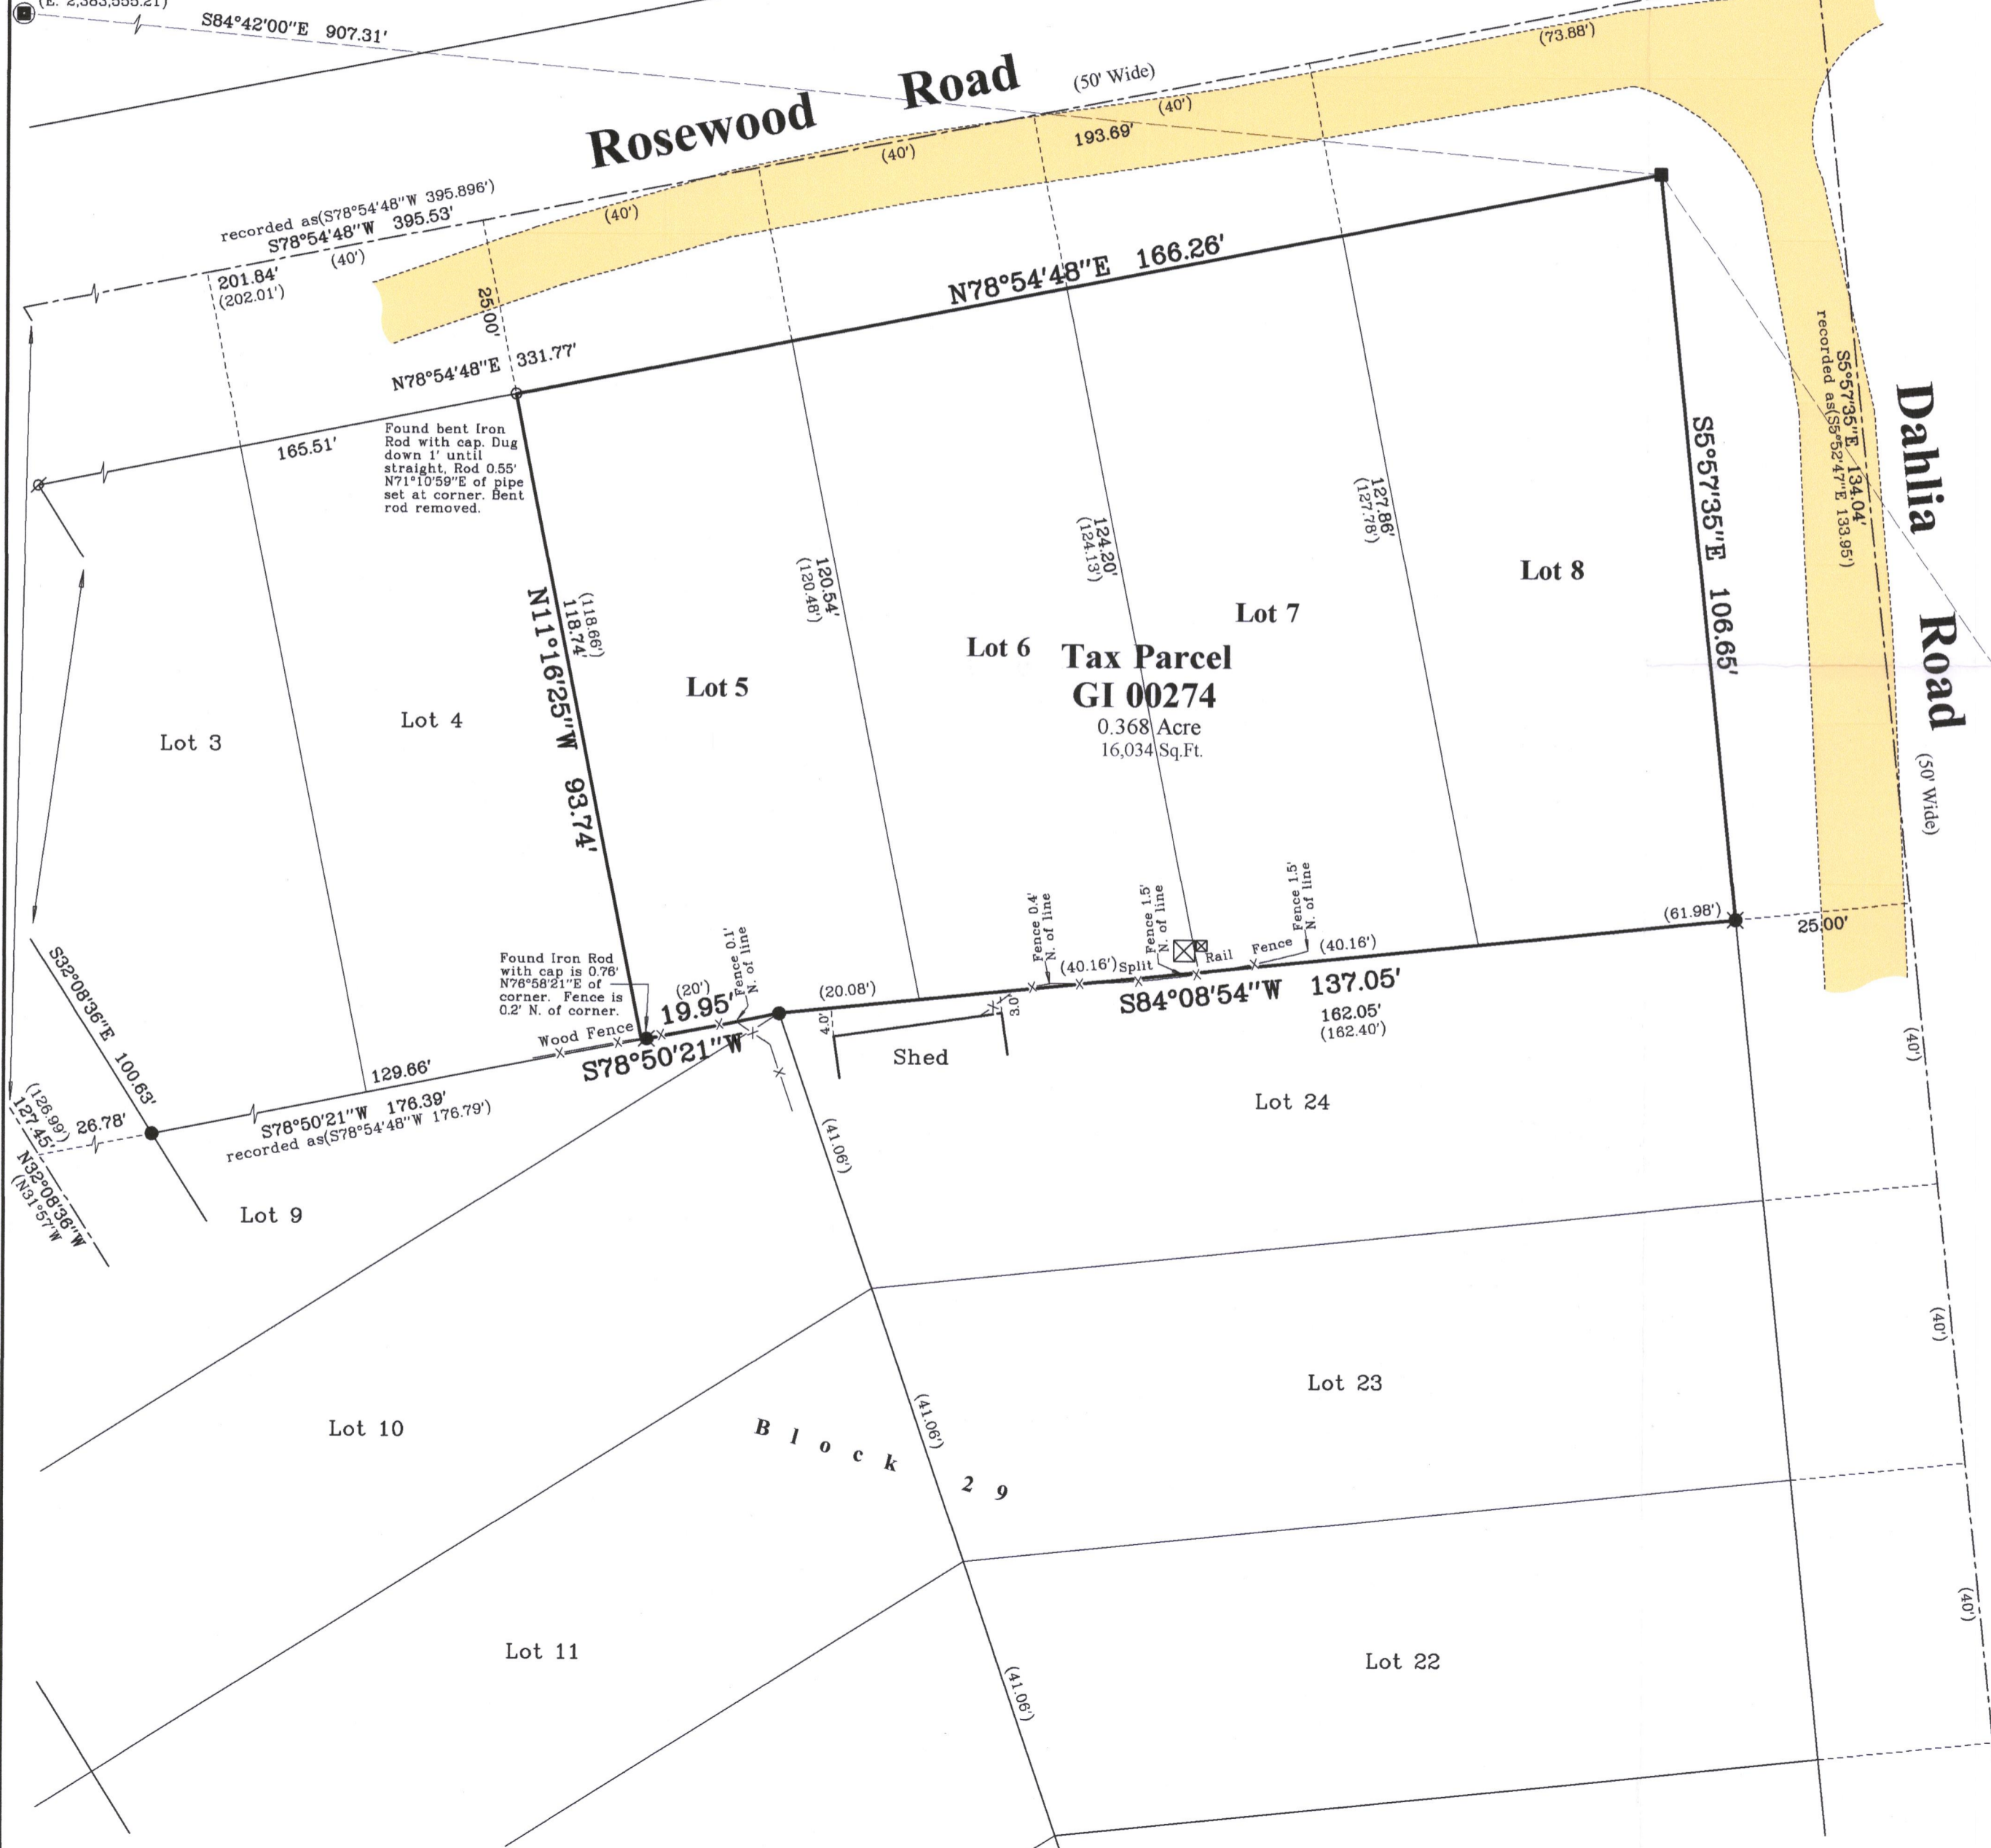 (E. 2,383,555.21)
S84°42'00"E 907.31'
Rosewood Road
(50' Wide)
(73.88')
(40')
193.69'
(40')
(40')
recorded as(S78°54'48"W 395.896')
S78°54'48"W 395.53'
(40')
201.84'
(202.01')
25.00'
N78°54'48"E 166.26'
N78°54'48"E 331.77'
165.51'
Found bent Iron
Rod with cap. Dug
down 1' until
straight, Rod 0.55'
N71°10'59"E of pipe
set at corner. Bent
rod removed.
S5°57'35"E 134.04'
recorded as(S5°52'47"E 133.95')
Dahlia Road
(50' Wide)
S5°57'35"E 106.65'
127.86'
(127.78')
124.20'
(124.13')
120.54'
(120.48')
(118.66')
118.74'
N11°16'25"W 93.74'
Lot 8
Lot 7
Lot 6
Tax Parcel
GI 00274
0.368 Acre
16,034 Sq.Ft.
Lot 5
Lot 4
Lot 3
Fence 1.5'
N. of line
Fence 1.5'
N. of line
Fence 0.4'
N. of line
Fence 0.1'
N. of line
(61.98')
25.00'
(40.16')
(40.16')
Split Rail Fence
S84°08'54"W 137.05'
162.05'
(162.40')
(20.08')
Found Iron Rod
with cap is 0.76'
N76°58'21"E of
corner. Fence is
0.2' N. of corner.
(20')
19.95'
Wood Fence
S78°50'21"W
4.0'
3.0'
Shed
S32°08'36"E 100.63'
129.66'
S78°50'21"W 176.39'
recorded as(S78°54'48"W 176.79')
26.78'
(126.99')
127.45'
N32°08'36"W
(N31°57'W
(41.06')
Lot 24
(40')
Lot 9
(40')
Lot 23
(41.06')
Lot 10
Block 29
(40')
Lot 11
Lot 22
(41.06')